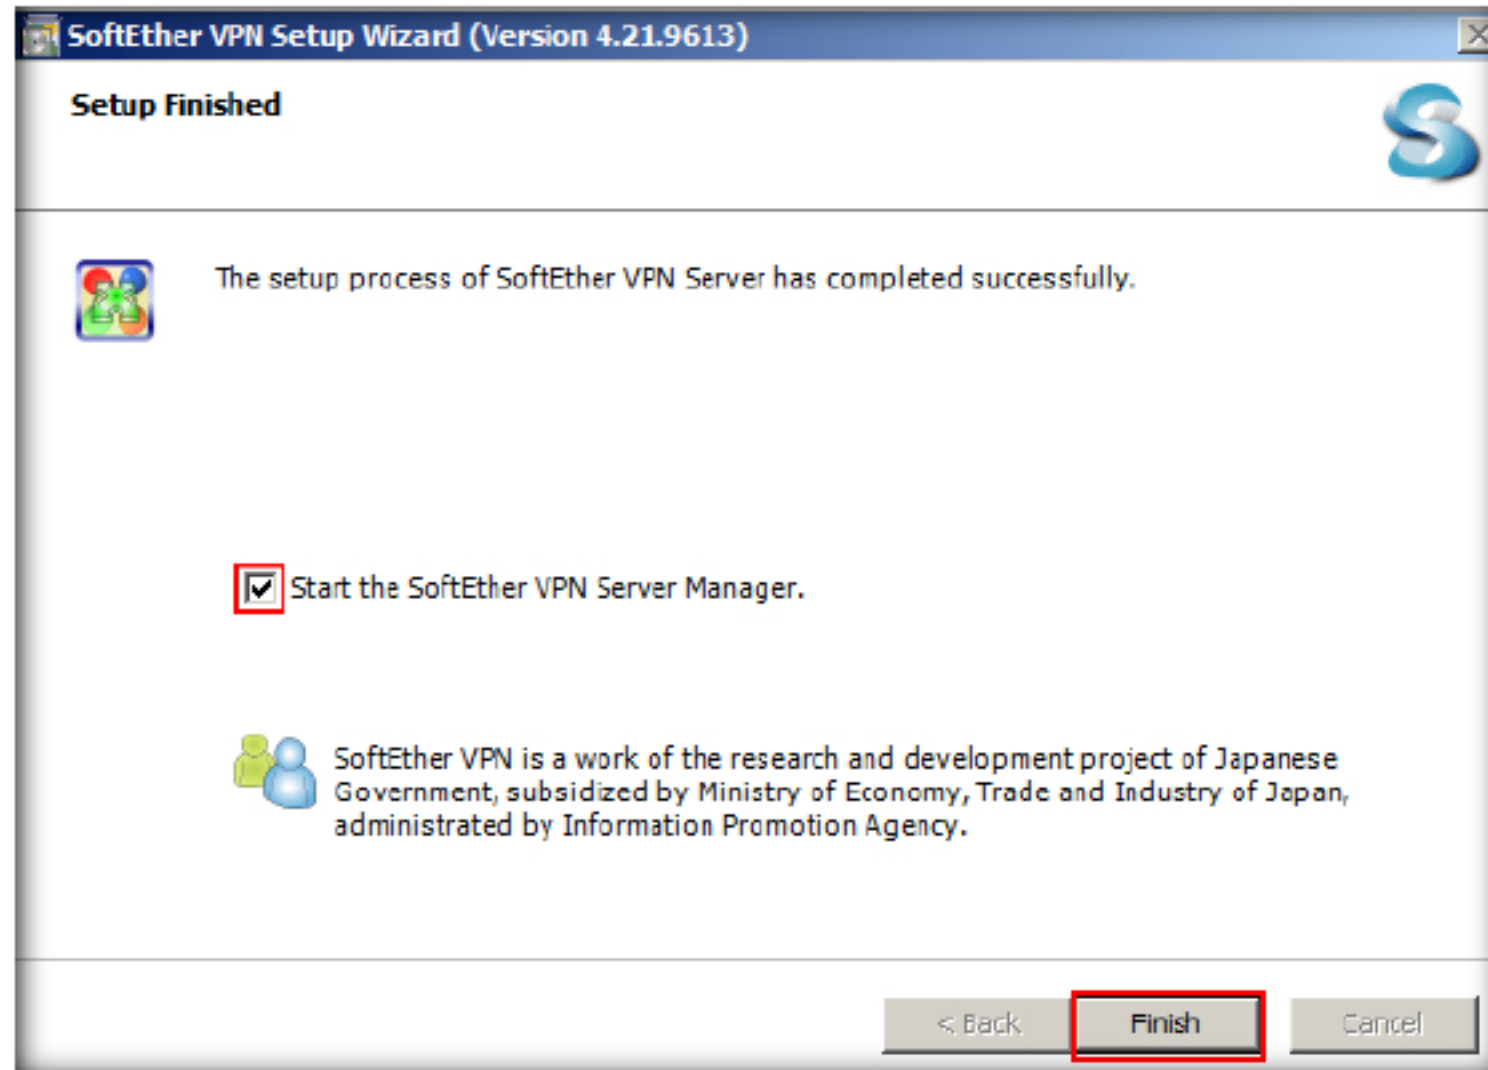 SoftEther VPN Setup Wizard (Version 4.21.9613)
Setup Finished
The setup process of SoftEther VPN Server has completed successfully.
Start the SoftEther VPN Server Manager.
SoftEther VPN is a work of the research and development project of Japanese
Government, subsidized by Ministry of Economy, Trade and Industry of Japan,
administrated by Information Promotion Agency.
< Back
Finish
Cancel